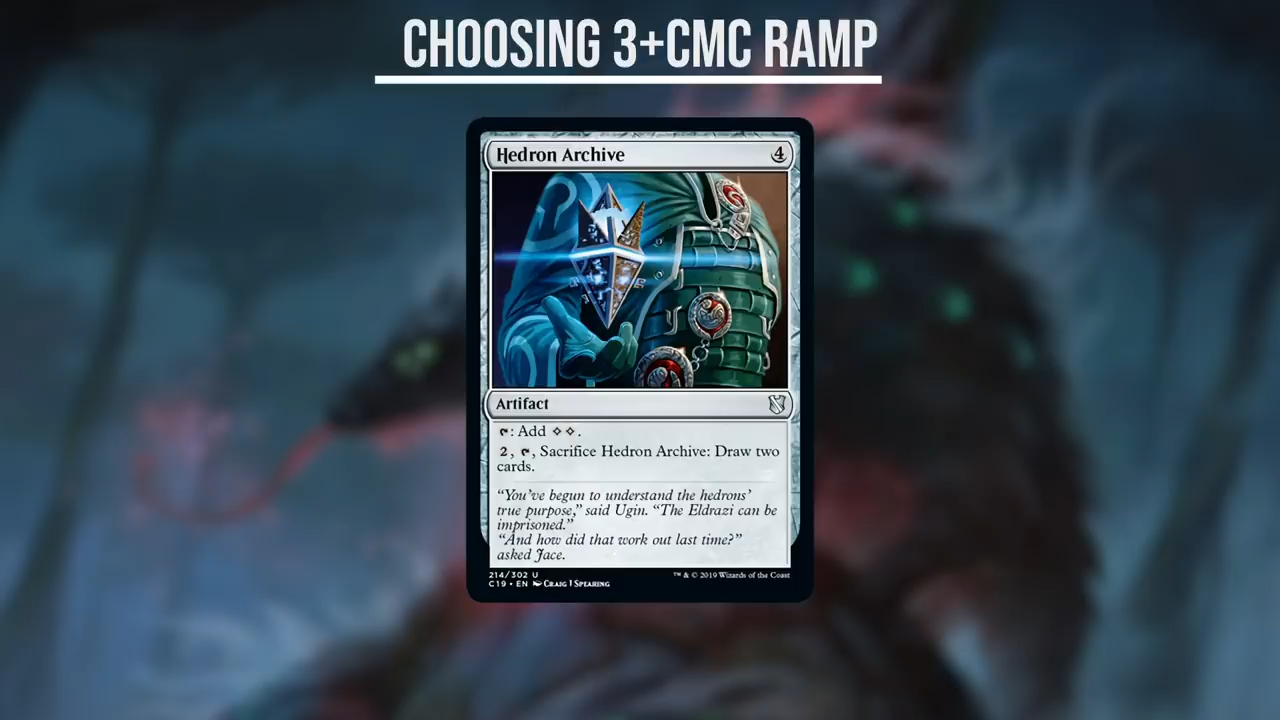 CHOOSING 3+CMC RAMP
Hedron Archive 4
Artifact
: Add .
2, , Sacrifice Hedron Archive: Draw two
cards.
“You’ve begun to understand the hedrons’
true purpose,” said Ugin. “The Eldrazi can be
imprisoned.”
“And how did that work out last time?”
asked Jace.
214/302 U ™ & © 2019 Wizards of the Coast
C19 • EN CRAIG J SPEARING